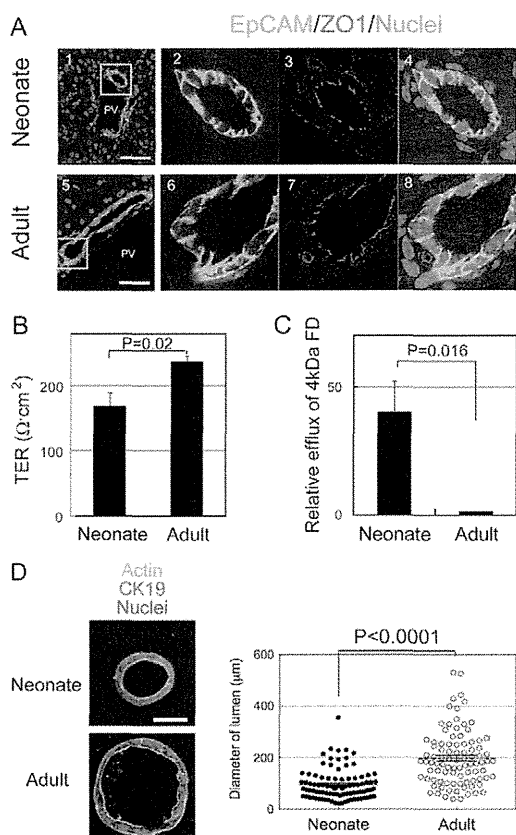 A
EpCAM/ZO1/Nuclei
Neonate
1
2
3
4
PV
Adult
5
6
7
8
PV
B
C
P=0.02
P=0.016
TER (Ω·cm²)
200
100
0
Neonate
Adult
Relative efflux of 4kDa FD
50
0
Neonate
Adult
D
Actin
CK19
Nuclei
Neonate
Adult
P<0.0001
Diameter of lumen (μm)
600
400
200
0
Neonate
Adult